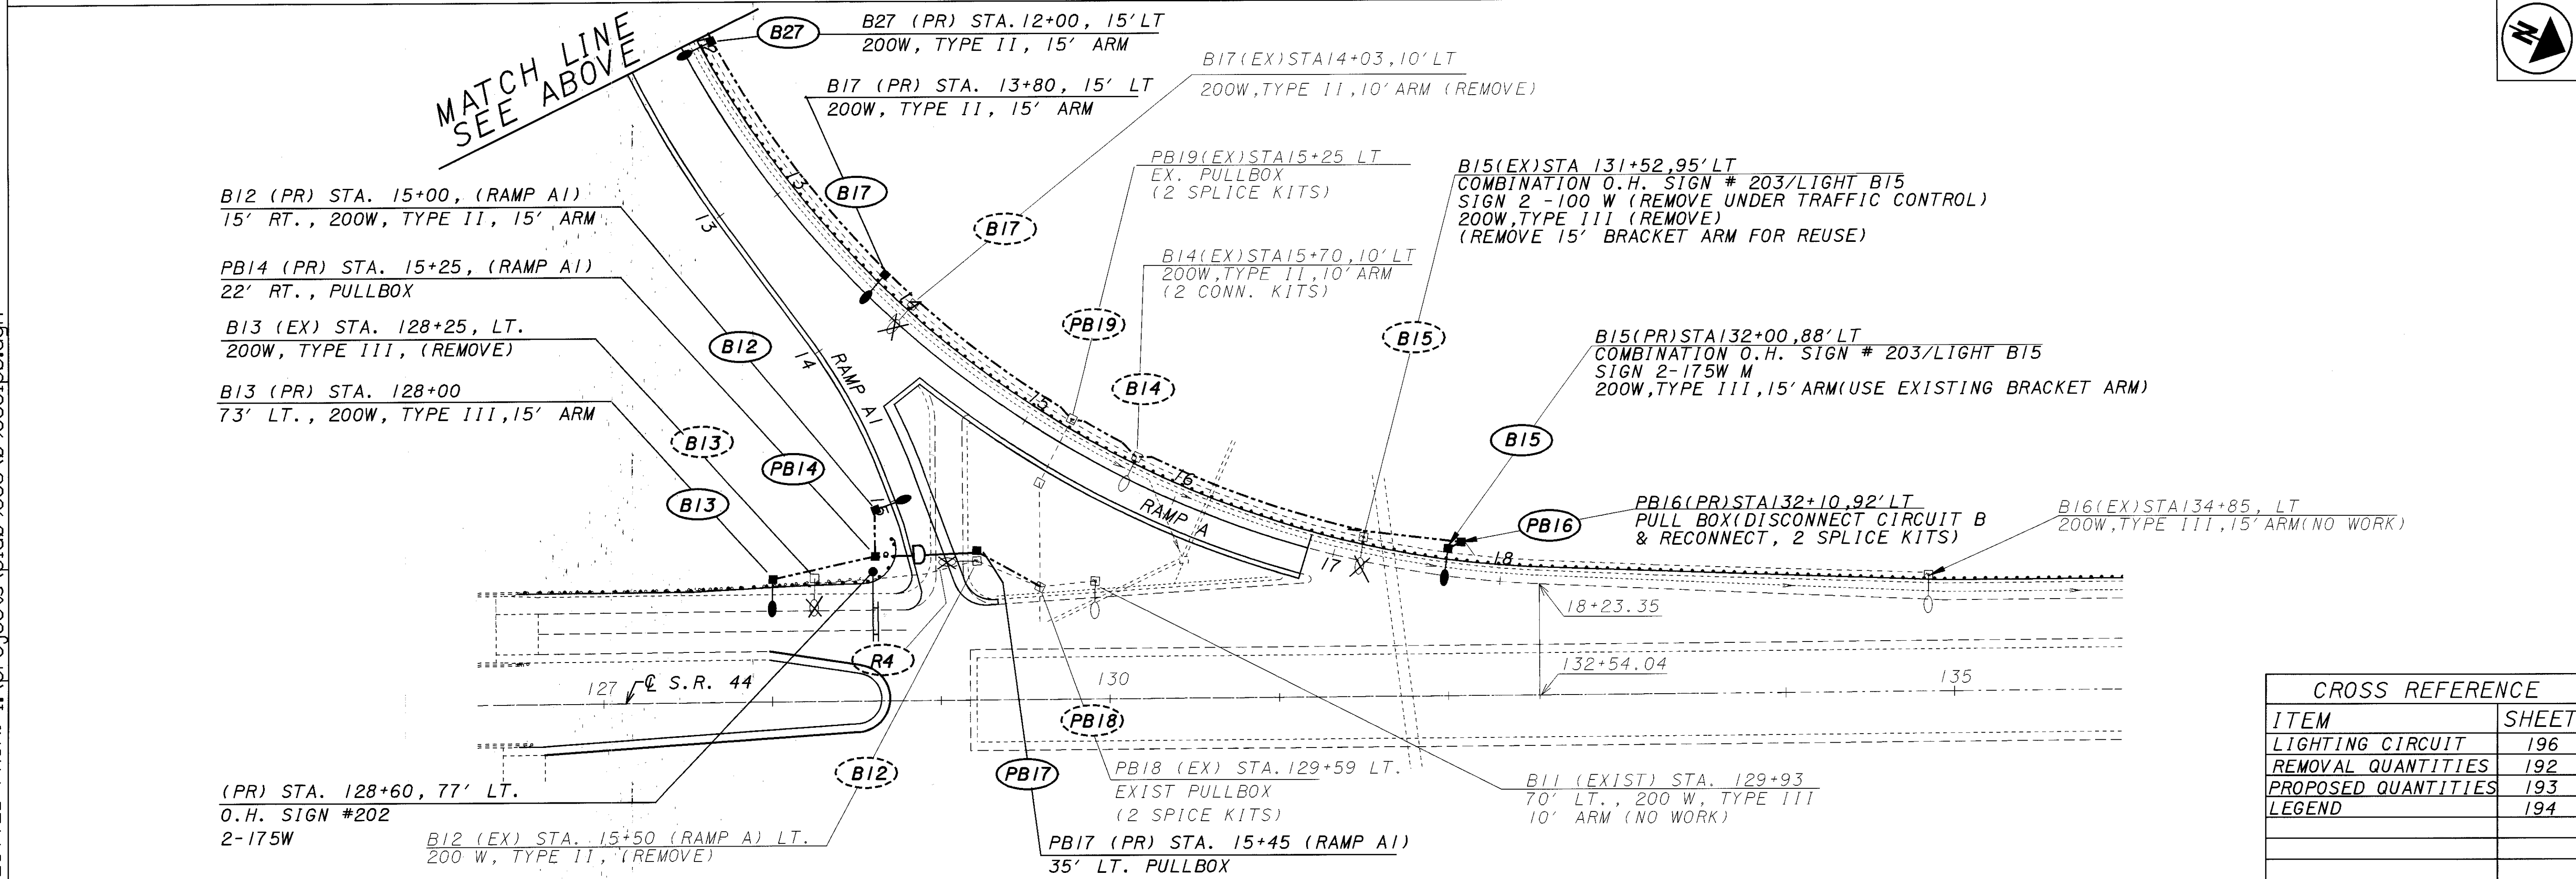 MATCH LINE
SEE ABOVE
B27
B27 (PR) STA. 12+00, 15' LT
200W, TYPE II, 15' ARM
B17 (PR) STA. 13+80, 15' LT
200W, TYPE II, 15' ARM
B17(EX)STA14+03,10'LT
200W,TYPE II,10'ARM (REMOVE)
N
B12 (PR) STA. 15+00, (RAMP A1)
15' RT., 200W, TYPE II, 15' ARM
PB14 (PR) STA. 15+25, (RAMP A1)
22' RT., PULLBOX
B13 (EX) STA. 128+25, LT.
200W, TYPE III, (REMOVE)
B13 (PR) STA. 128+00
73' LT., 200W, TYPE III,15' ARM
PB19(EX)STA15+25 LT
EX. PULLBOX
(2 SPLICE KITS)
B14(EX)STA15+70,10'LT
200W,TYPE II,10'ARM
(2 CONN. KITS)
B15(EX)STA 131+52,95'LT
COMBINATION O.H. SIGN # 203/LIGHT B15
SIGN 2 -100 W (REMOVE UNDER TRAFFIC CONTROL)
200W,TYPE III (REMOVE)
(REMOVE 15' BRACKET ARM FOR REUSE)
B15(PR)STA132+00,88'LT
COMBINATION O.H. SIGN # 203/LIGHT B15
SIGN 2-175W M
200W,TYPE III,15'ARM(USE EXISTING BRACKET ARM)
PB16(PR)STA132+10,92'LT
PULL BOX(DISCONNECT CIRCUIT B
& RECONNECT, 2 SPLICE KITS)
B16(EX)STA134+85, LT
200W,TYPE III,15'ARM(NO WORK)
B17
B17
PB19
B14
B15
B15
PB16
B12
B13
PB14
B13
13
13
14
14
15
15
16
17
18
RAMP A1
RAMP A
R4
18+23.35
132+54.04
127
℄ S.R. 44
130
135
B12
PB17
PB18
(PR) STA. 128+60, 77' LT.
O.H. SIGN #202
2-175W
B12 (EX) STA. 15+50 (RAMP A) LT.
200 W, TYPE II, (REMOVE)
PB18 (EX) STA.129+59 LT.
EXIST PULLBOX
(2 SPICE KITS)
PB17 (PR) STA. 15+45 (RAMP A1)
35' LT. PULLBOX
B11 (EXIST) STA. 129+93
70' LT., 200 W, TYPE III
10' ARM (NO WORK)
CROSS REFERENCE
ITEM SHEET
LIGHTING CIRCUIT 196
REMOVAL QUANTITIES 192
PROPOSED QUANTITIES 193
LEGEND 194